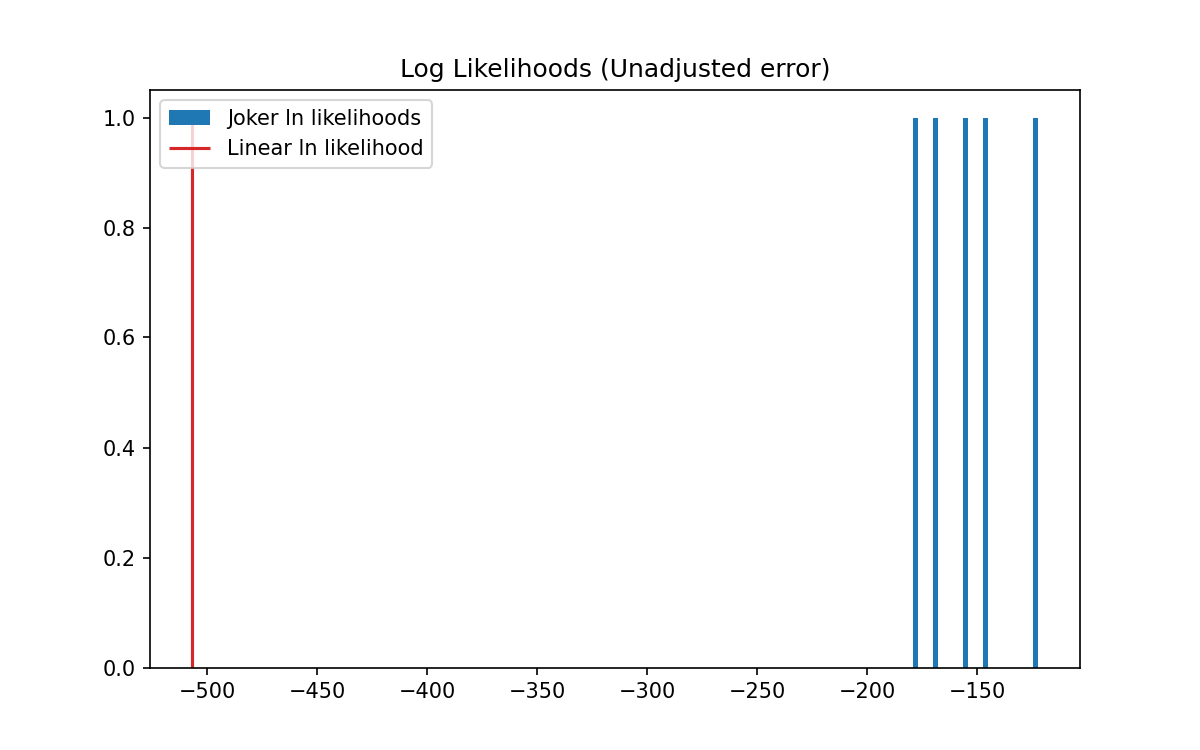 Log Likelihoods (Unadjusted error)
Joker ln likelihoods
Linear ln likelihood
1.0
0.8
0.6
0.4
0.2
0.0
−500 −450 −400 −350 −300 −250 −200 −150